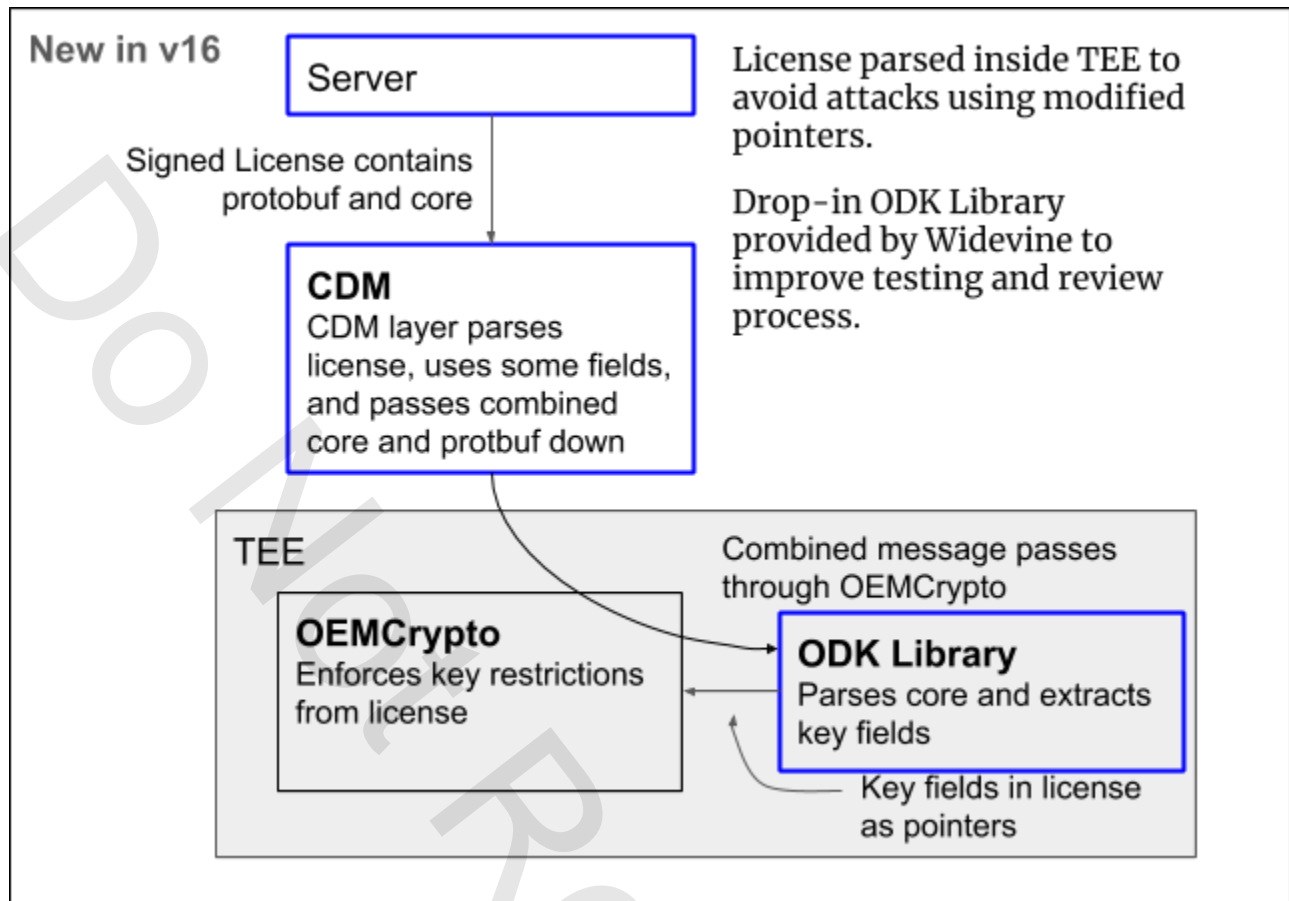 New in v16
Server
License parsed inside TEE to
avoid attacks using modified
pointers.
Signed License contains
protobuf and core
Drop-in ODK Library
provided by Widevine to
improve testing and review
process.
CDM
CDM layer parses
license, uses some fields,
and passes combined
core and protbuf down
TEE
Combined message passes
through OEMCrypto
OEMCrypto
Enforces key restrictions
from license
ODK Library
Parses core and extracts
key fields
Key fields in license
as pointers
Do Not